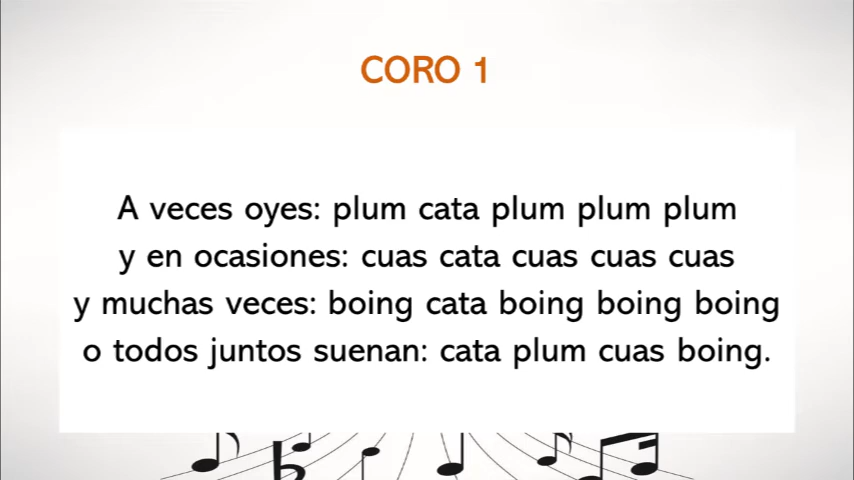 CORO 1
A veces oyes: plum cata plum plum plum
y en ocasiones: cuas cata cuas cuas cuas
y muchas veces: boing cata boing boing boing
o todos juntos suenan: cata plum cuas boing.